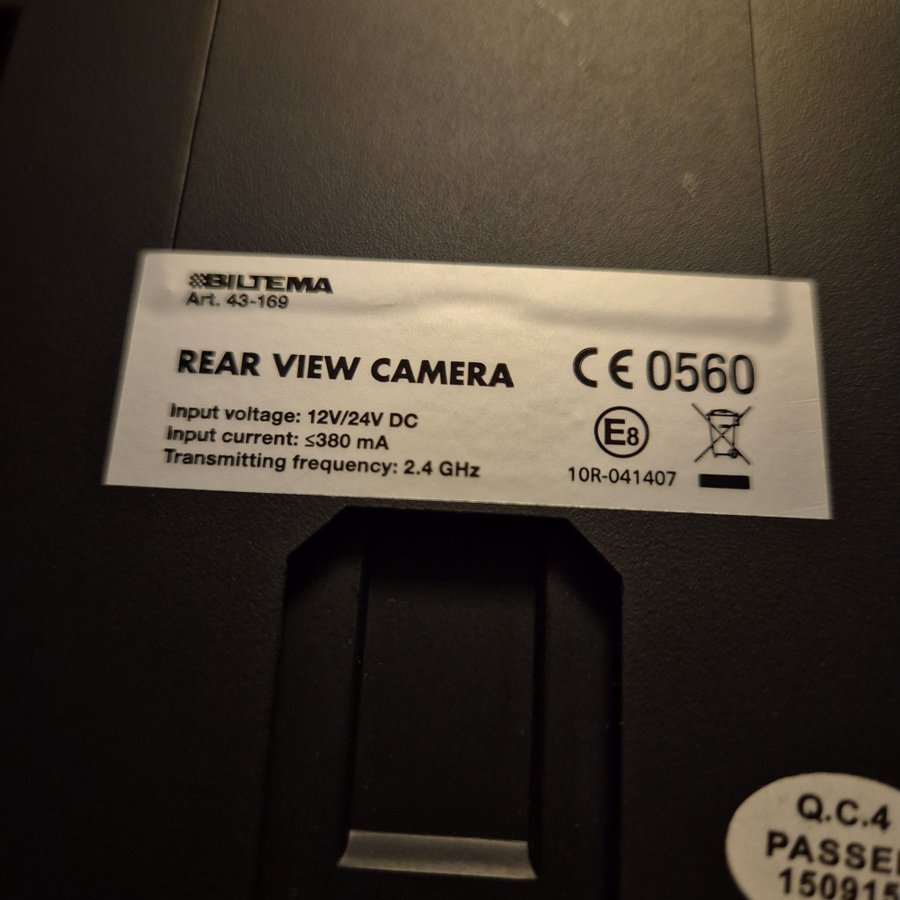 BILTEMA
Art. 43-169
REAR VIEW CAMERA
CE 0560
Input voltage: 12V/24V DC
Input current: ≤380 mA
Transmitting frequency: 2.4 GHz
E8
10R-041407
Q.C.4
PASSE
150915